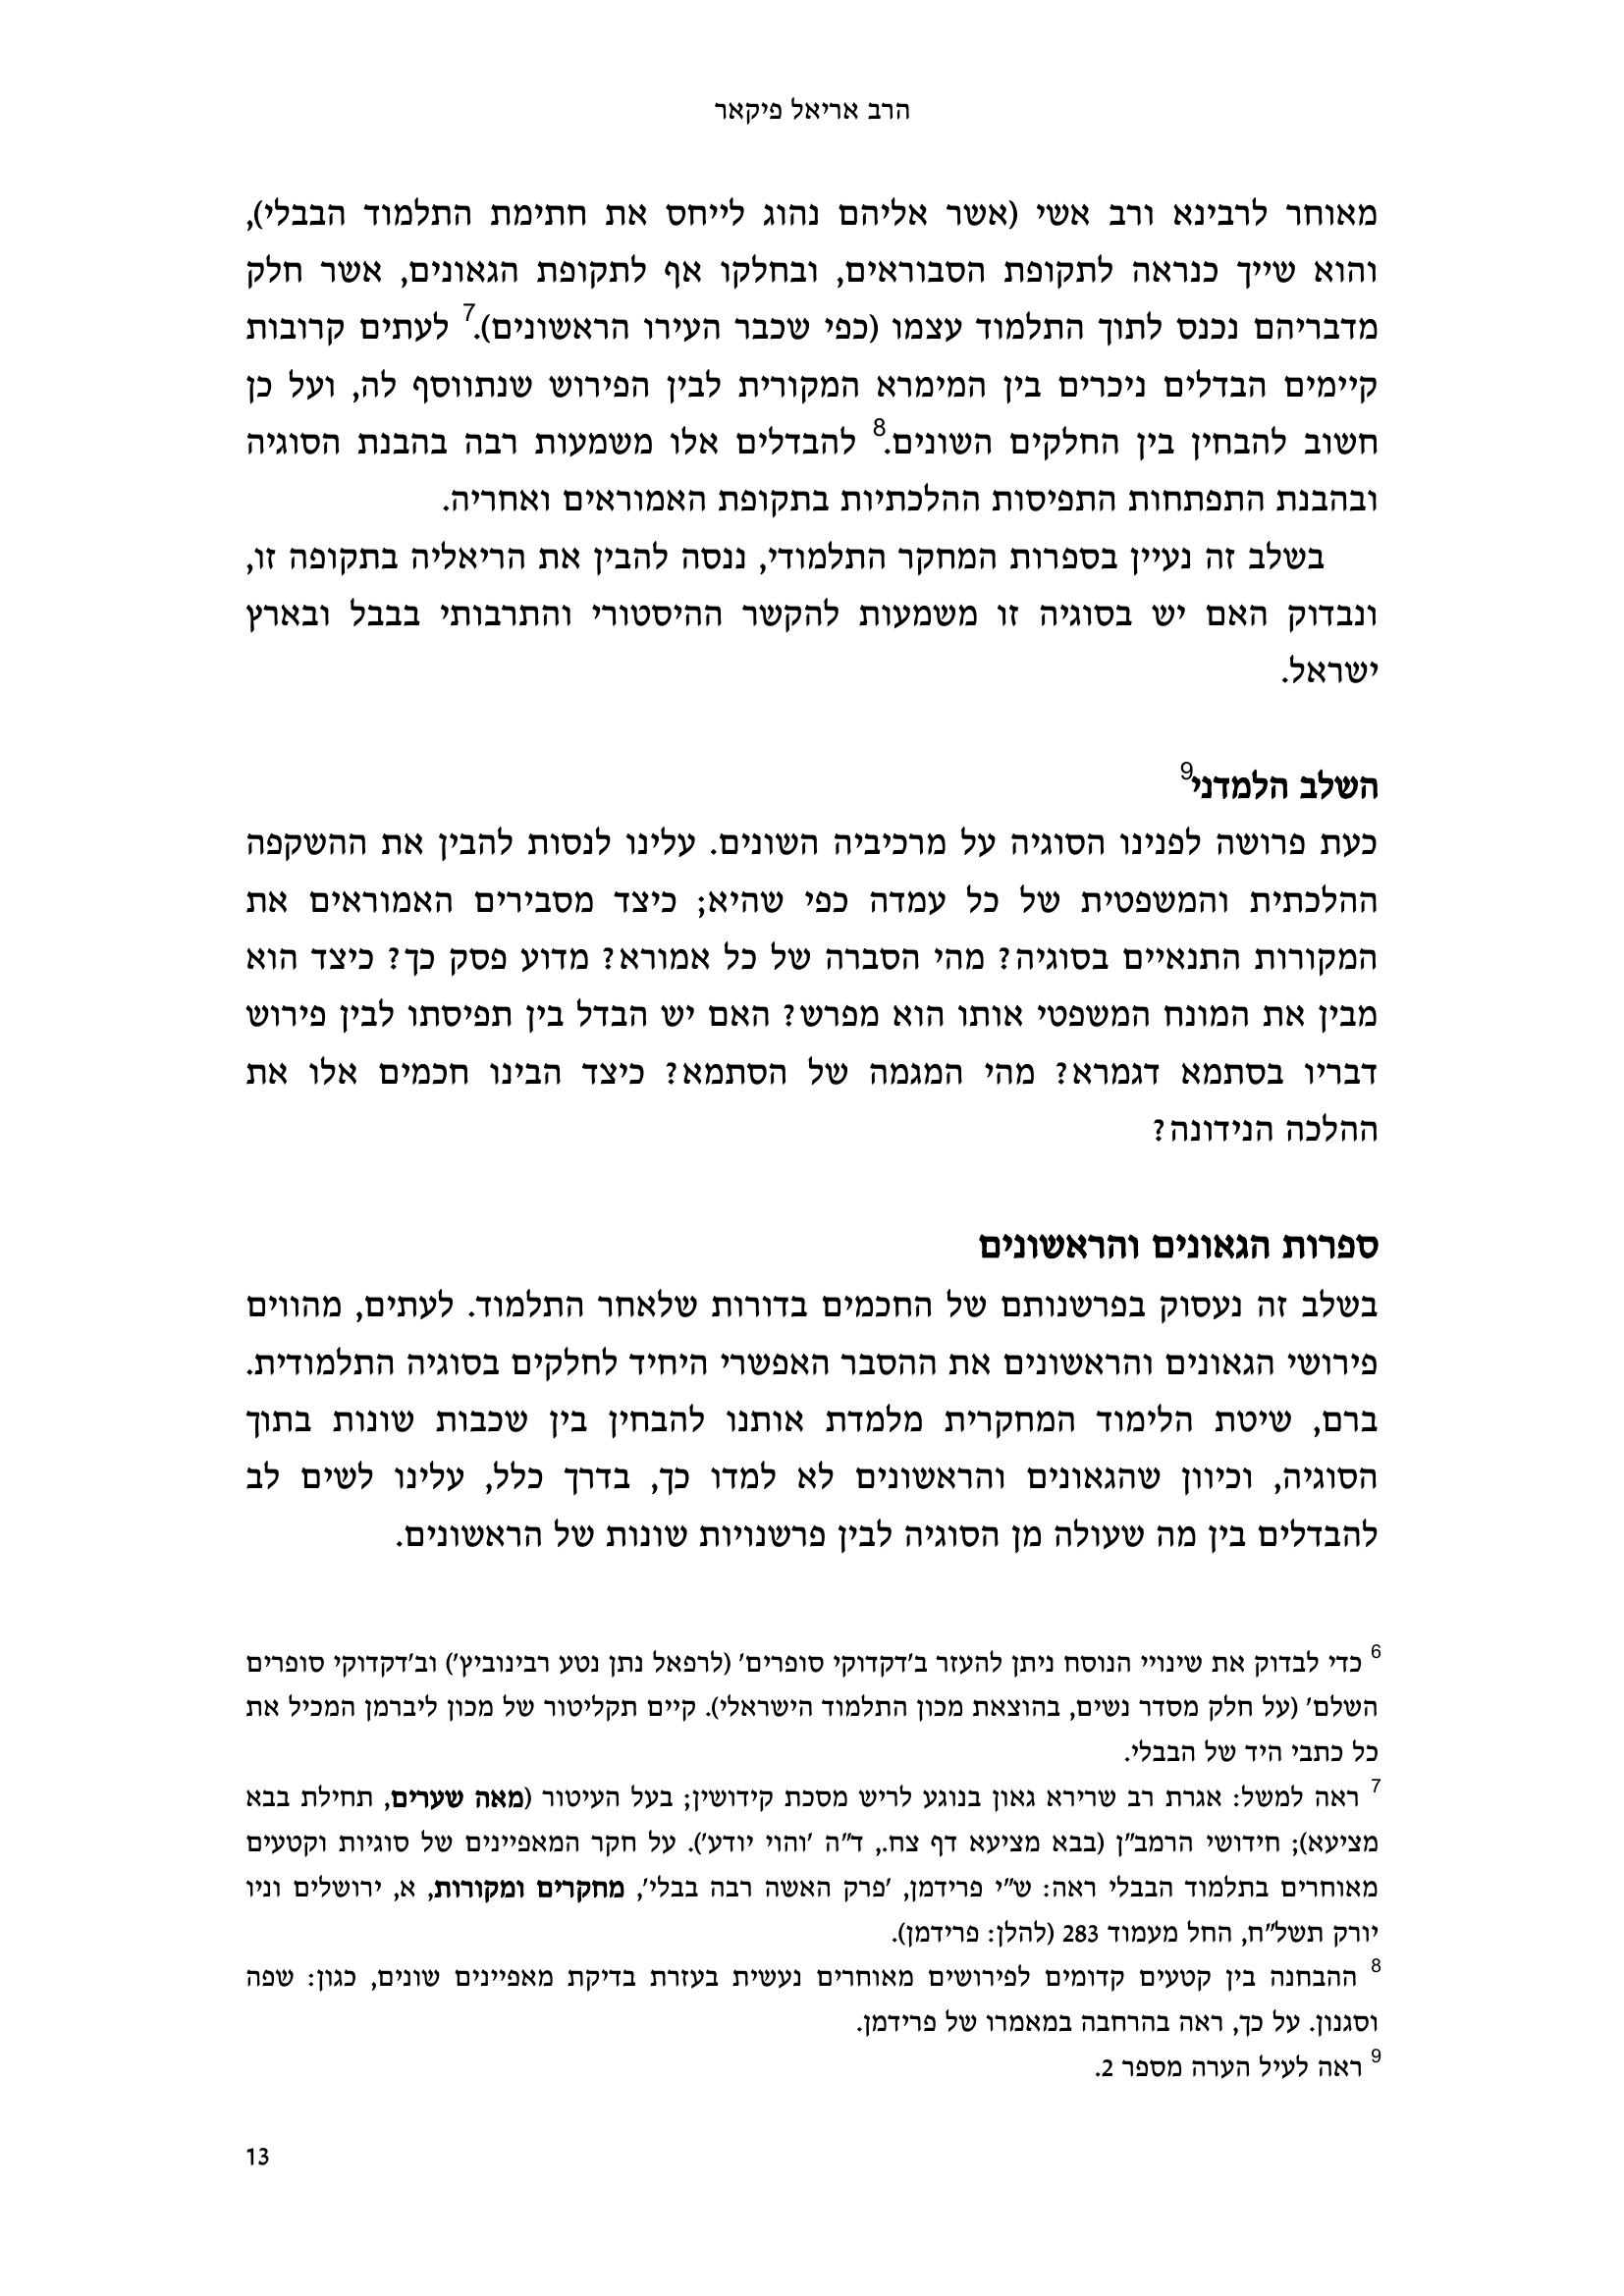 הרב אריאל פיקאר
מאוחר לרבינא ורב אשי (אשר אליהם נהוג לייחס את חתימת התלמוד הבבלי),
והוא שייך כנראה לתקופת הסבוראים, ובחלקו אף לתקופת הגאונים, אשר חלק
מדבריהם נכנס לתוך התלמוד עצמו (כפי שכבר העירו הראשונים).7 לעתים קרובות
קיימים הבדלים ניכרים בין המימרא המקורית לבין הפירוש שנתווסף לה, ועל כן
חשוב להבחין בין החלקים השונים.8 להבדלים אלו משמעות רבה בהבנת הסוגיה
ובהבנת התפתחות התפיסות ההלכתיות בתקופת האמוראים ואחריה.
בשלב זה נעיין בספרות המחקר התלמודי, ננסה להבין את הריאליה בתקופה זו,
ונבדוק האם יש בסוגיה זו משמעות להקשר ההיסטורי והתרבותי בבבל ובארץ
ישראל.
השלב הלמדני9
כעת פרושה לפנינו הסוגיה על מרכיביה השונים. עלינו לנסות להבין את ההשקפה
ההלכתית והמשפטית של כל עמדה כפי שהיא; כיצד מסבירים האמוראים את
המקורות התנאיים בסוגיה? מהי הסברה של כל אמורא? מדוע פסק כך? כיצד הוא
מבין את המונח המשפטי אותו הוא מפרש? האם יש הבדל בין תפיסתו לבין פירוש
דבריו בסתמא דגמרא? מהי המגמה של הסתמא? כיצד הבינו חכמים אלו את
ההלכה הנידונה?
ספרות הגאונים והראשונים
בשלב זה נעסוק בפרשנותם של החכמים בדורות שלאחר התלמוד. לעתים, מהווים
פירושי הגאונים והראשונים את ההסבר האפשרי היחיד לחלקים בסוגיה התלמודית.
ברם, שיטת הלימוד המחקרית מלמדת אותנו להבחין בין שכבות שונות בתוך
הסוגיה, וכיוון שהגאונים והראשונים לא למדו כך, בדרך כלל, עלינו לשים לב
להבדלים בין מה שעולה מן הסוגיה לבין פרשנויות שונות של הראשונים.
6 כדי לבדוק את שינויי הנוסח ניתן להעזר ב'דקדוקי סופרים' (לרפאל נתן נטע רבינוביץ') וב'דקדוקי סופרים
השלם' (על חלק מסדר נשים, בהוצאת מכון התלמוד הישראלי). קיים תקליטור של מכון ליברמן המכיל את
כל כתבי היד של הבבלי.
7 ראה למשל: אגרת רב שרירא גאון בנוגע לריש מסכת קידושין; בעל העיטור (מאה שערים, תחילת בבא
מציעא); חידושי הרמב"ן (בבא מציעא דף צח., ד"ה 'והוי יודע'). על חקר המאפיינים של סוגיות וקטעים
מאוחרים בתלמוד הבבלי ראה: ש"י פרידמן, 'פרק האשה רבה בבבלי', מחקרים ומקורות, א, ירושלים וניו
יורק תשל"ח, החל מעמוד 283 (להלן: פרידמן).
8 ההבחנה בין קטעים קדומים לפירושים מאוחרים נעשית בעזרת בדיקת מאפיינים שונים, כגון: שפה
וסגנון. על כך, ראה בהרחבה במאמרו של פרידמן.
9 ראה לעיל הערה מספר 2.
13